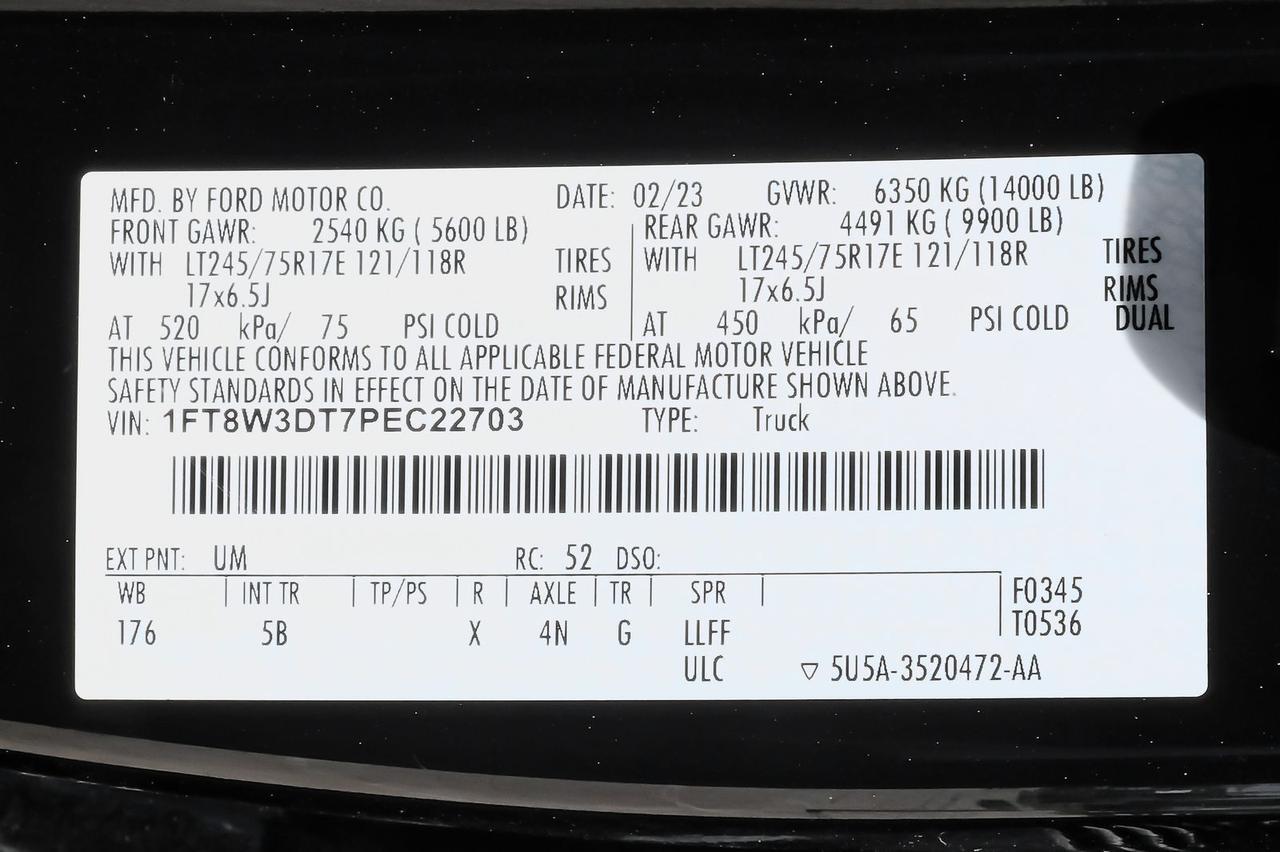 MFD. BY FORD MOTOR CO. DATE: 02/23 GVWR: 6350 KG (14000 LB)
FRONT GAWR: 2540 KG ( 5600 LB) REAR GAWR: 4491 KG ( 9900 LB)
WITH LT245/75R17E 121/118R TIRES WITH LT245/75R17E 121/118R TIRES
17x6.5J RIMS 17x6.5J RIMS
AT 520 kPa/ 75 PSI COLD AT 450 kPa/ 65 PSI COLD DUAL
THIS VEHICLE CONFORMS TO ALL APPLICABLE FEDERAL MOTOR VEHICLE
SAFETY STANDARDS IN EFFECT ON THE DATE OF MANUFACTURE SHOWN ABOVE.
VIN: 1FT8W3DT7PEC22703 TYPE: Truck
EXT PNT: UM RC: 52 DSO:
WB INT TR TP/PS R AXLE TR SPR F0345
176 5B X 4N G LLFF T0536
ULC ▽ 5U5A-3520472-AA